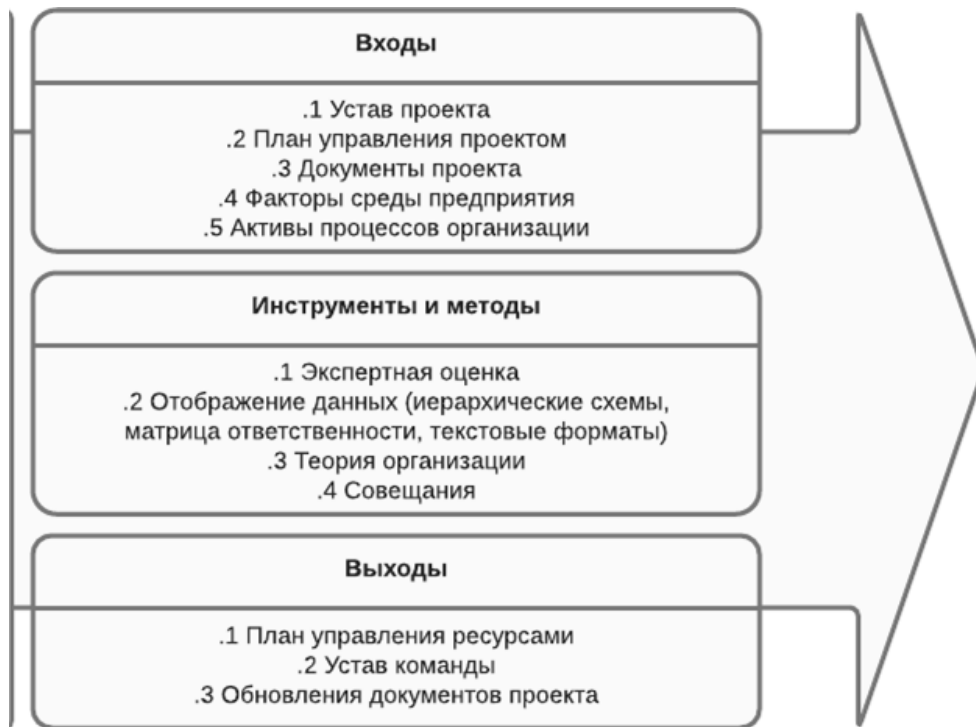 Входы
.1 Устав проекта
.2 План управления проектом
.3 Документы проекта
.4 Факторы среды предприятия
.5 Активы процессов организации
Инструменты и методы
.1 Экспертная оценка
.2 Отображение данных (иерархические схемы,
матрица ответственности, текстовые форматы)
.3 Теория организации
.4 Совещания
Выходы
.1 План управления ресурсами
.2 Устав команды
.3 Обновления документов проекта